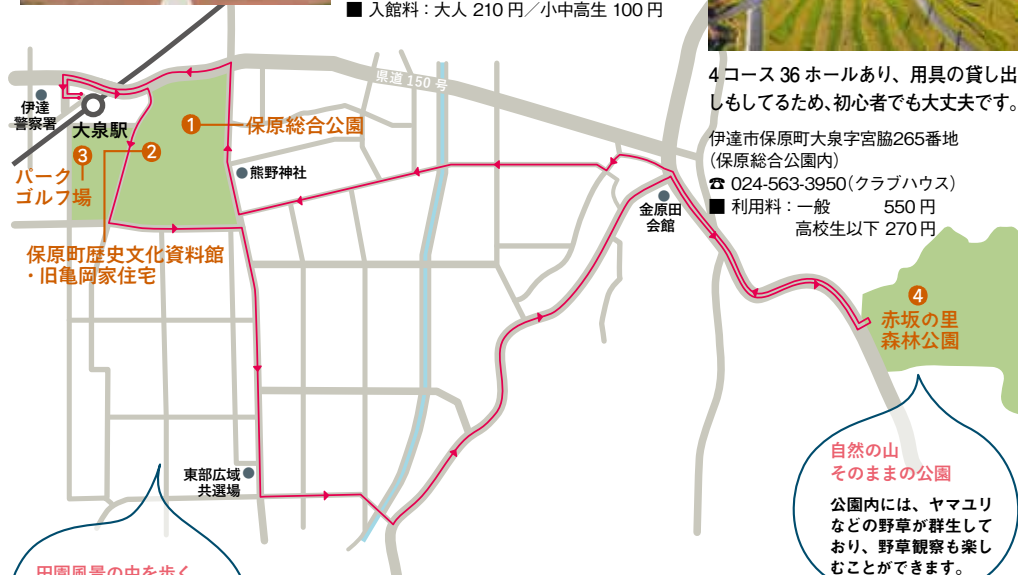 ■ 入館料：大人 210 円／小中高生 100 円
4 コース 36 ホールあり、用具の貸し出
しもしてるため、初心者でも大丈夫です。
伊達市保原町大泉字宮脇265番地
(保原総合公園内)
☎ 024-563-3950(クラブハウス)
■ 利用料：一般 550 円
高校生以下 270 円
県道 150 号
伊達
警察署
大泉駅
1 保原総合公園
2
3
パーク
ゴルフ場
熊野神社
保原町歴史文化資料館
・旧亀岡家住宅
金原田
会館
4
赤坂の里
森林公園
東部広域
共選場
自然の山
そのままの公園
公園内には、ヤマユリ
などの野草が群生して
おり、野草観察も楽し
むことができます。
田園風景の中を歩く